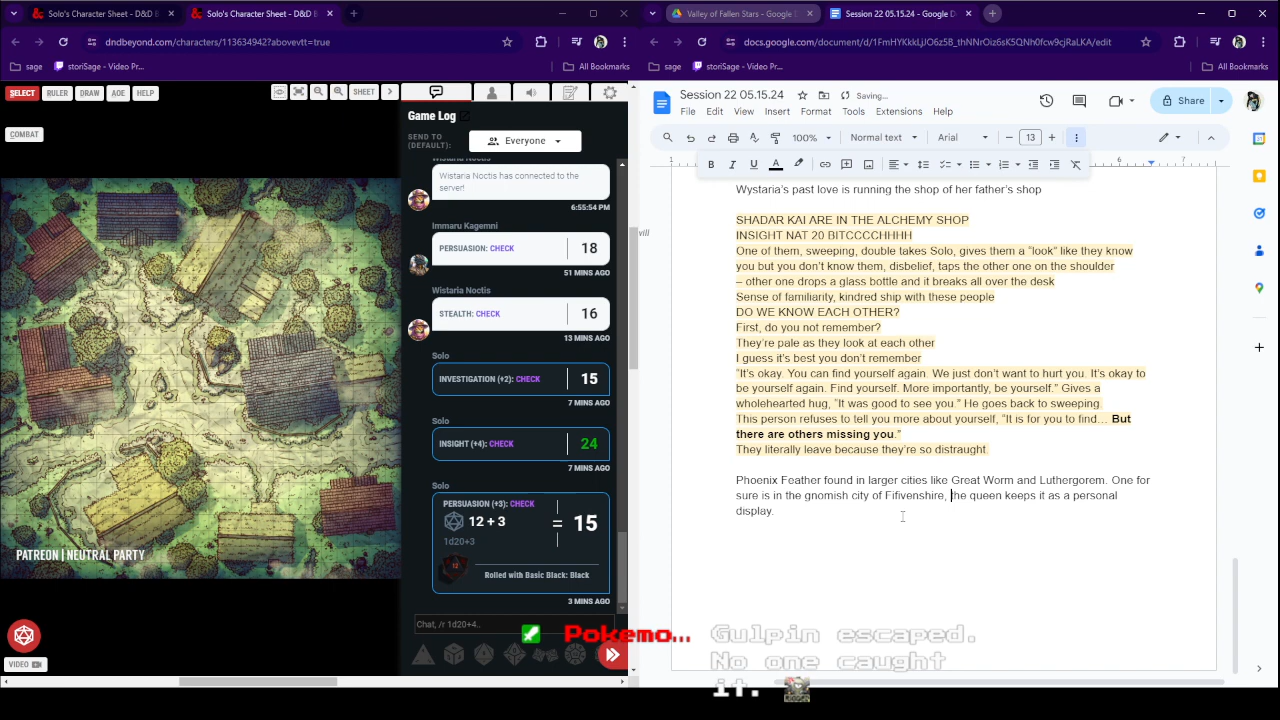 Solo's Character Sheet - D&D B
Solo's Character Sheet - D&D B
dndbeyond.com/characters/113634942?abovevtt=true
sage
storiSage - Video Pr...
All Bookmarks
SELECT
RULER
DRAW
AOE
HELP
SHEET
COMBAT
Game Log
SEND TO
(DEFAULT):
Everyone
Wistaria Noctis
Wistaria Noctis has connected to the
server!
6:55:54 PM
Immaru Kagemni
PERSUASION: CHECK
18
51 MINS AGO
Wistaria Noctis
STEALTH: CHECK
16
13 MINS AGO
Solo
INVESTIGATION (+2): CHECK
15
7 MINS AGO
Solo
INSIGHT (+4): CHECK
24
7 MINS AGO
Solo
PERSUASION (+3): CHECK
12 + 3
=
15
1d20+3
12
Rolled with Basic Black: Black
3 MINS AGO
Chat, /r 1d20+4..
PATREON | NEUTRAL PARTY
VIDEO
Valley of Fallen Stars - Google D
Session 22 05.15.24 - Google D
docs.google.com/document/d/1FmHYKkkLjJO6z5B_thNNrOiz6sK5QNh0fcw9cjRaLKA/edit
sage
storiSage - Video Pr...
All Bookmarks
Session 22 05.15.24
Saving...
File
Edit
View
Insert
Format
Tools
Extensions
Help
Share
100%
Normal text
Arial
13
1
6
7
vill
Wystaria's past love is running the shop of her father's shop
SHADAR KAI ARE IN THE ALCHEMY SHOP
INSIGHT NAT 20 BITCCCCHHHH
One of them, sweeping, double takes Solo, gives them a "look" like they know
you but you don't know them, disbelief, taps the other one on the shoulder
– other one drops a glass bottle and it breaks all over the desk
Sense of familiarity, kindred ship with these people
DO WE KNOW EACH OTHER?
First, do you not remember?
They're pale as they look at each other
I guess it's best you don't remember
"It's okay. You can find yourself again. We just don't want to hurt you. It's okay to
be yourself again. Find yourself. More importantly, be yourself." Gives a
wholehearted hug, "It was good to see you." He goes back to sweeping.
This person refuses to tell you more about yourself, "It is for you to find… But
there are others missing you."
They literally leave because they're so distraught.
Phoenix Feather found in larger cities like Great Worm and Luthergorem. One for
sure is in the gnomish city of Fifivenshire, the queen keeps it as a personal
display.
Pokemo...
Gulpin escaped.
No one caught
it.